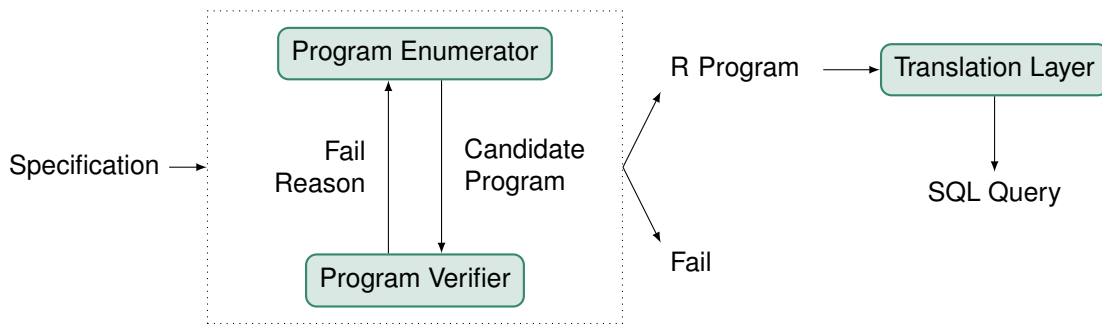 Program Enumerator
R Program
Translation Layer
Specification
Fail
Reason
Candidate
Program
SQL Query
Program Verifier
Fail